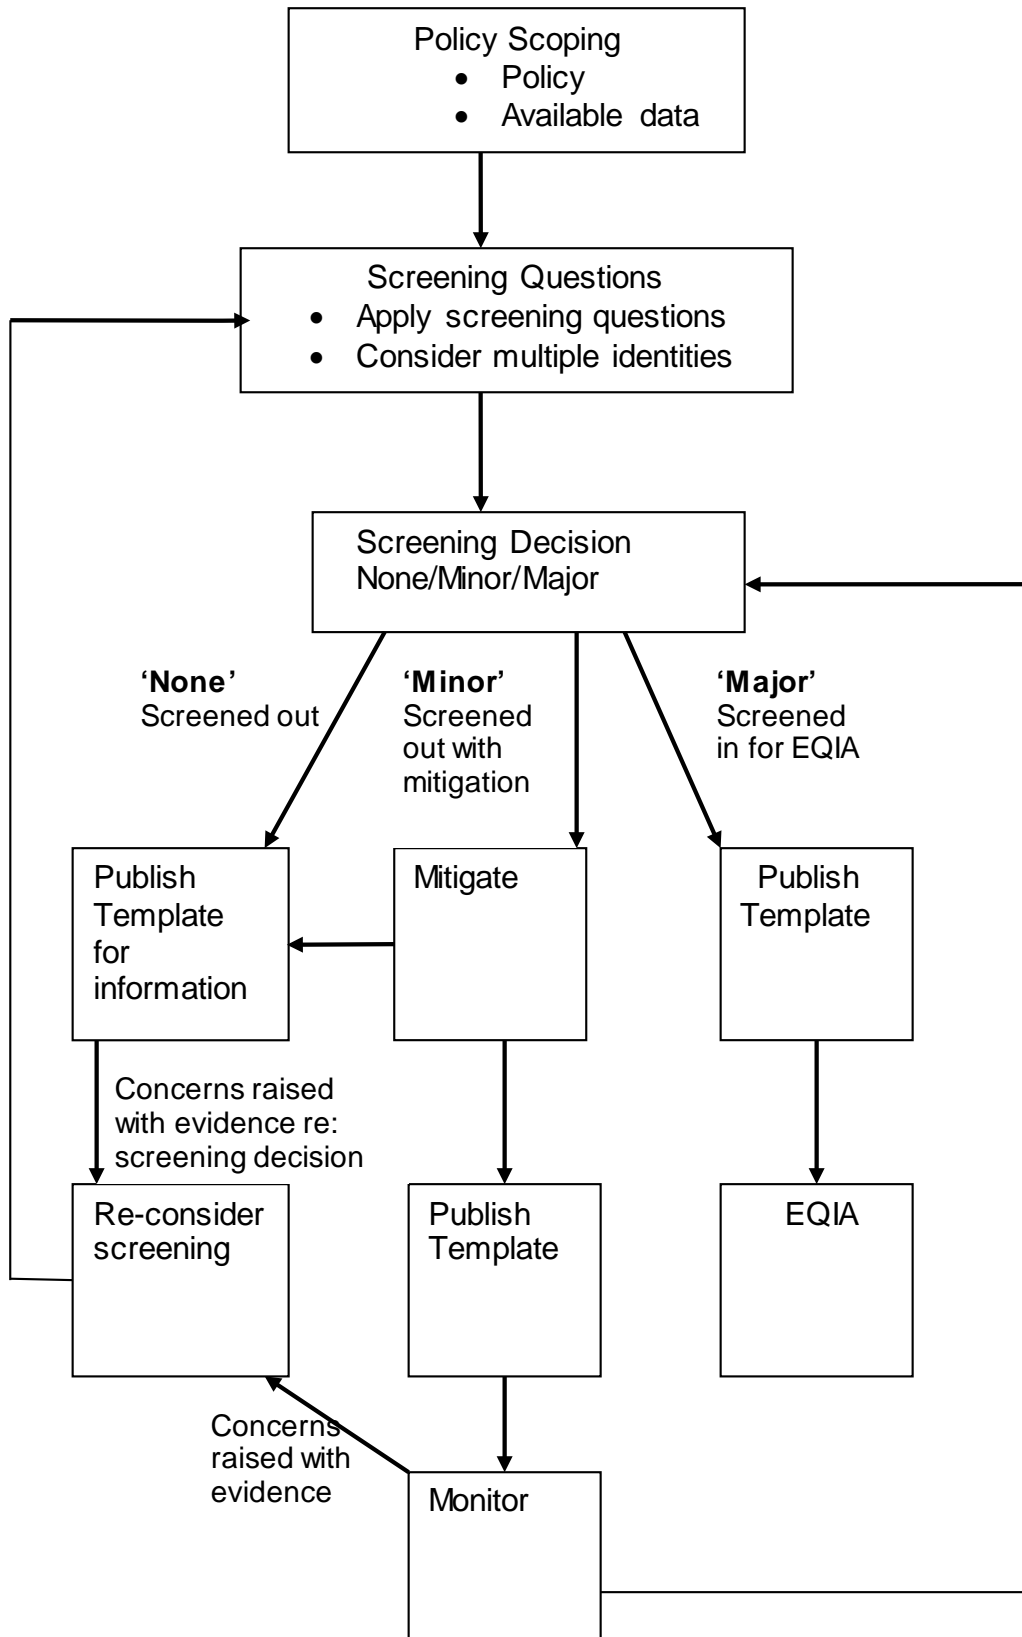 Policy Scoping
• Policy
• Available data
Screening Questions
• Apply screening questions
• Consider multiple identities
Screening Decision
None/Minor/Major
‘None’
Screened out
‘Minor’
Screened
out with
mitigation
‘Major’
Screened
in for EQIA
Publish
Template
for
information
Mitigate
Publish
Template
Concerns raised
with evidence re:
screening decision
Re-consider
screening
Publish
Template
EQIA
Concerns
raised with
evidence
Monitor